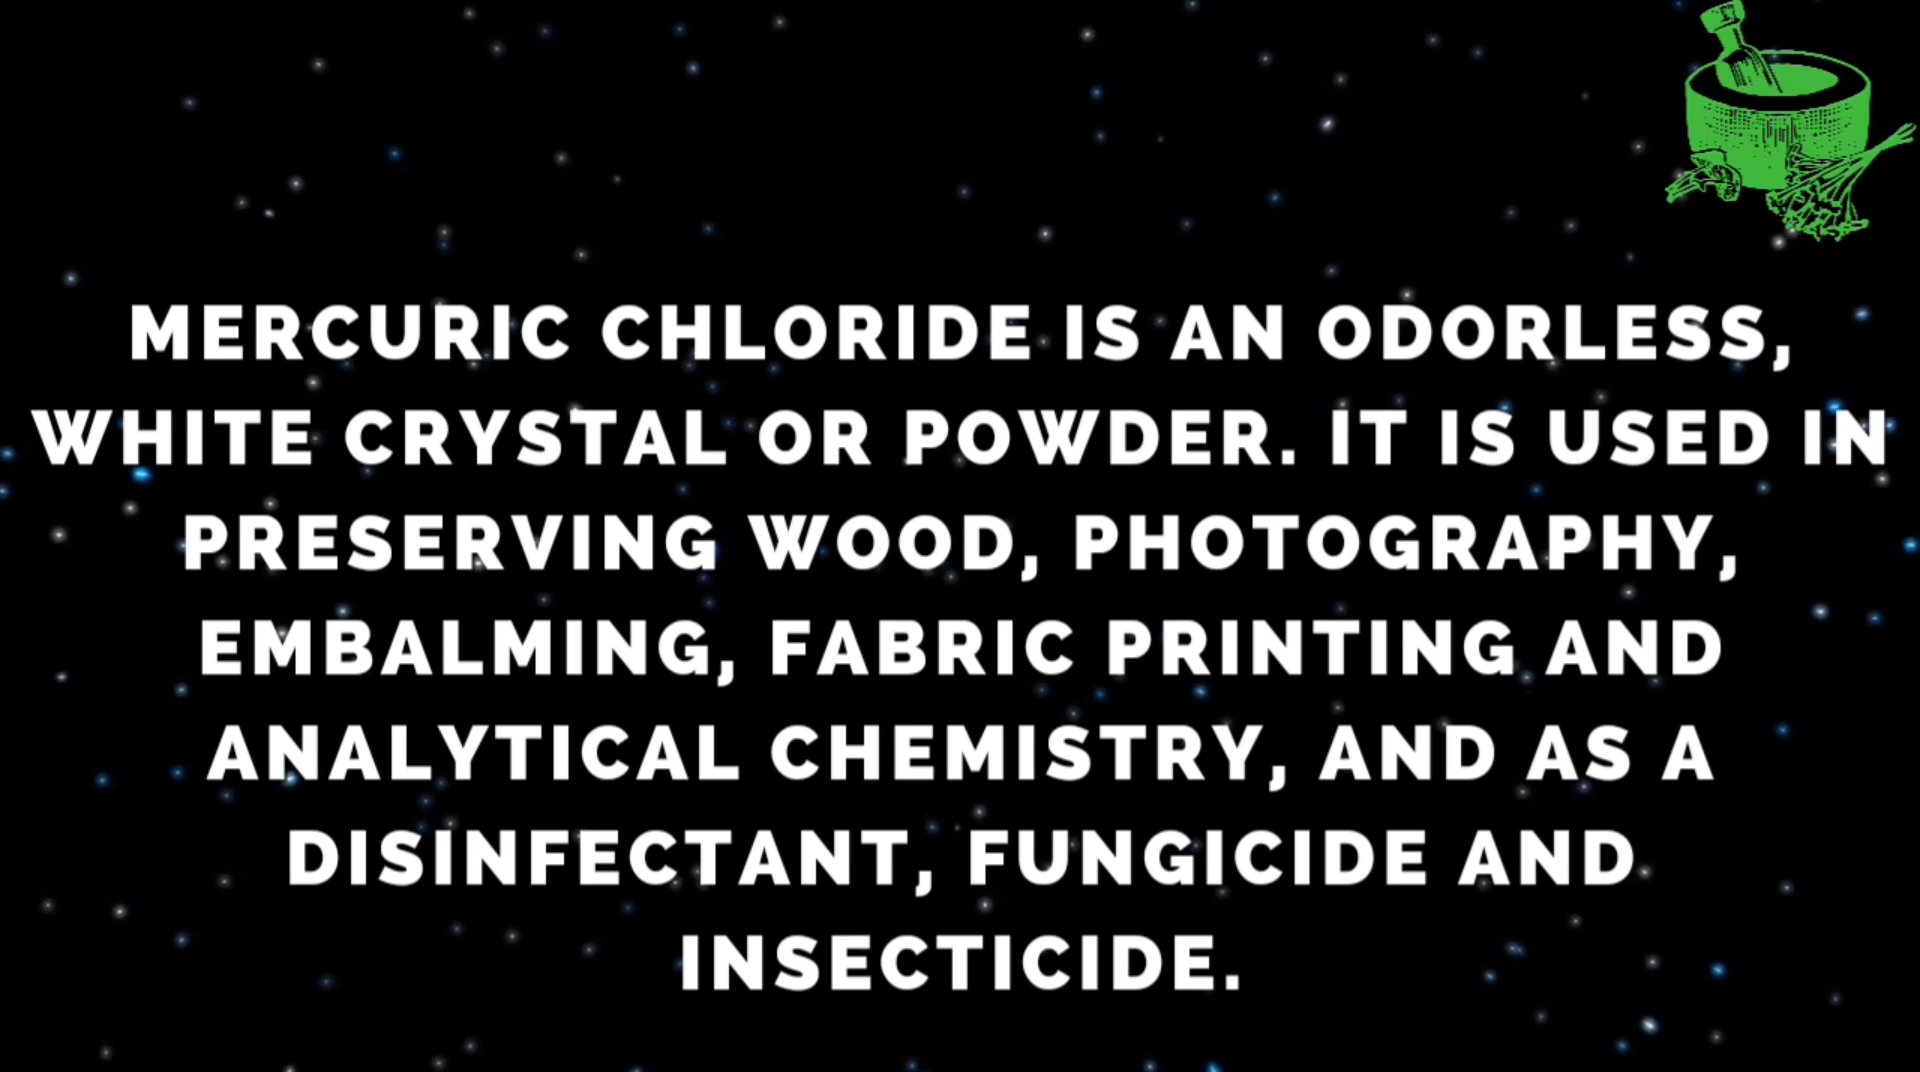 MERCURIC CHLORIDE IS AN ODORLESS,
WHITE CRYSTAL OR POWDER. IT IS USED IN
PRESERVING WOOD, PHOTOGRAPHY,
EMBALMING, FABRIC PRINTING AND
ANALYTICAL CHEMISTRY, AND AS A
DISINFECTANT, FUNGICIDE AND
INSECTICIDE.